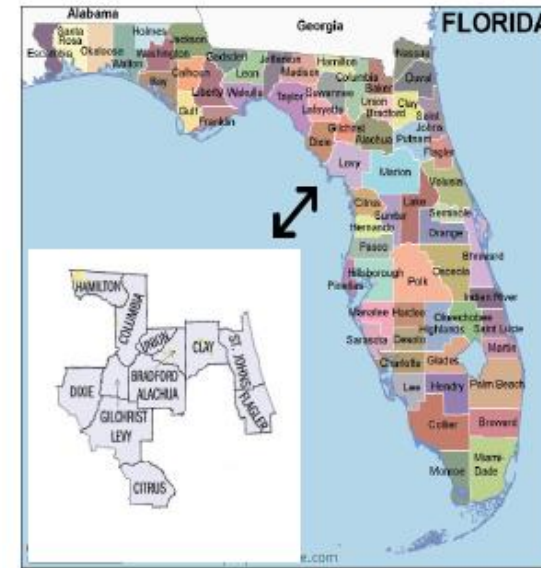 Alabama
Georgia
FLORIDA
Escambia
Santa
Rosa
Okaloosa
Walton
Holmes
Washington
Jackson
Bay
Calhoun
Gulf
Gadsden
Liberty
Franklin
Leon
Wakulla
Jefferson
Madison
Taylor
Hamilton
Suwannee
Lafayette
Dixie
Columbia
Gilchrist
Baker
Union
Bradford
Alachua
Nassau
Duval
Clay
Saint
Johns
Putnam
Flagler
Levy
Marion
Volusia
Citrus
Hernando
Sumter
Lake
Seminole
Orange
Pasco
Hillsborough
Pinellas
Polk
Osceola
Brevard
Indian River
Manatee
Hardee
Okeechobee
Highlands
Saint Lucie
Sarasota
Desoto
Martin
Charlotte
Glades
Lee
Hendry
Palm Beach
Collier
Broward
Monroe
Miami-
Dade
HAMILTON
COLUMBIA
UNION
CLAY
ST. JOHNS
FLAGLER
DIXIE
BRADFORD
ALACHUA
GILCHRIST
LEVY
CITRUS
e.com